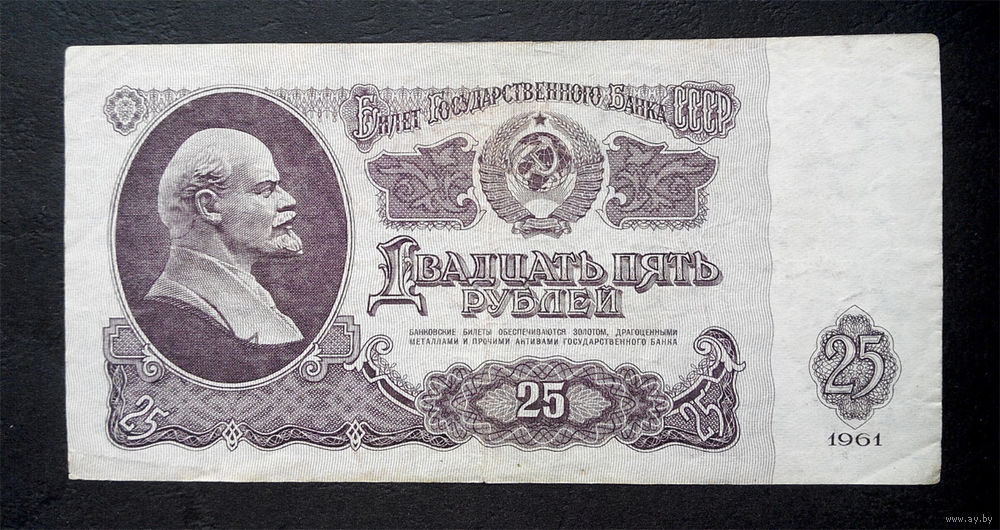 Билет Государственного Банка СССР
Двадцать пять
рублей
БАНКОВСКИЕ БИЛЕТЫ ОБЕСПЕЧИВАЮТСЯ ЗОЛОТОМ, ДРАГОЦЕННЫМИ
МЕТАЛЛАМИ И ПРОЧИМИ АКТИВАМИ ГОСУДАРСТВЕННОГО БАНКА
25
25
25
25
1961
www.ay.by